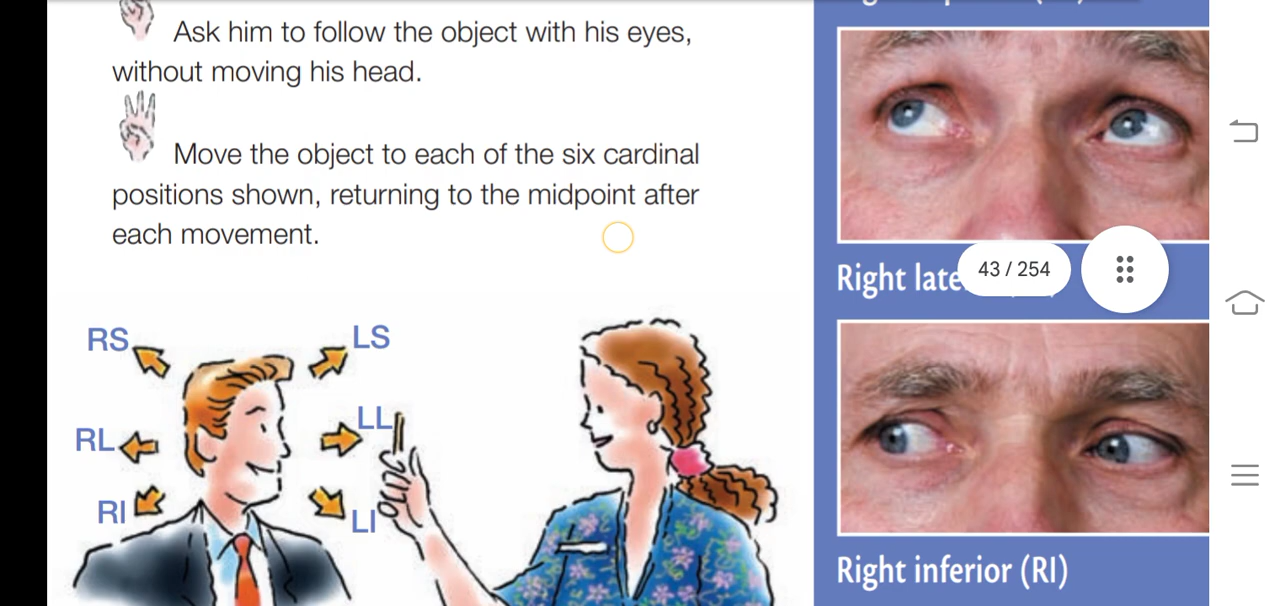 Ask him to follow the object with his eyes,
without moving his head.
Move the object to each of the six cardinal
positions shown, returning to the midpoint after
each movement.
RS
LS
RL
LL
RI
LI
43 / 254
Right
Right inferior (RI)